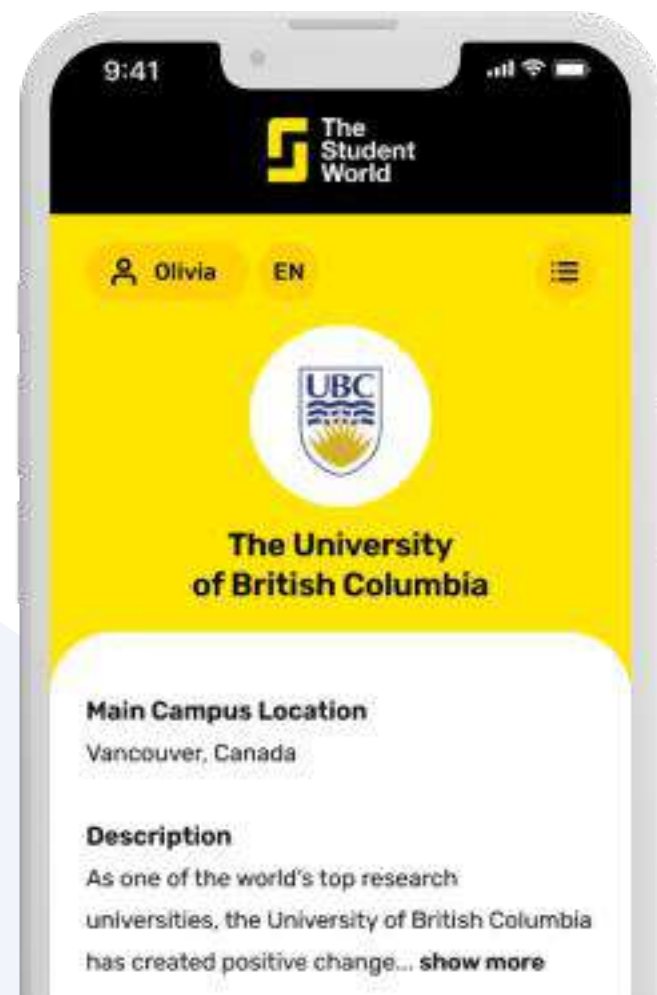 9:41
The
Student
World
Olivia
EN
UBC
The University
of British Columbia
Main Campus Location
Vancouver, Canada
Description
As one of the world's top research
universities, the University of British Columbia
has created positive change... show more